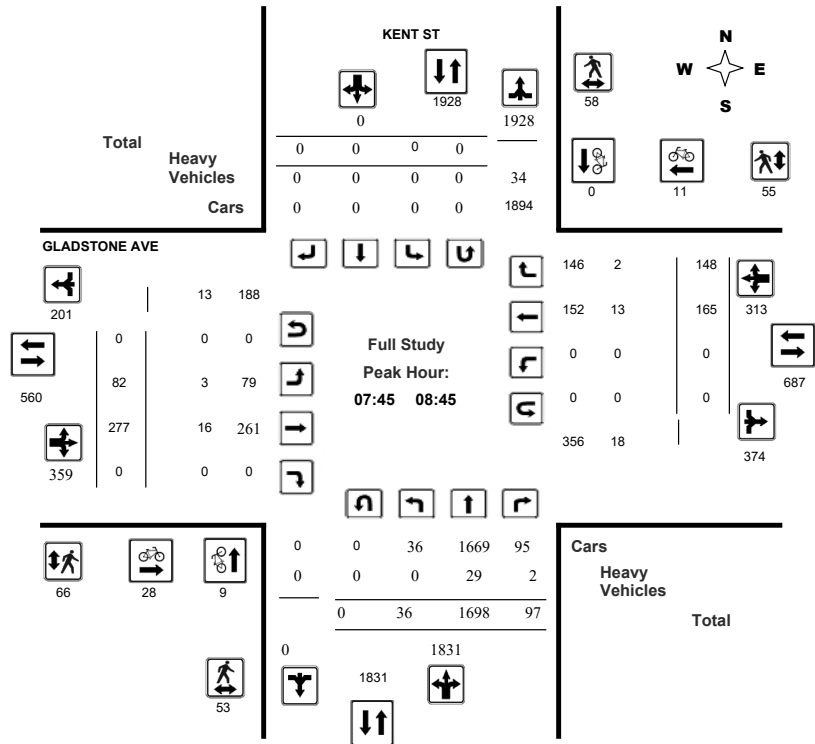 KENT ST
N
W E
S
1928
58
0 1928
Total
0 0 0 0
Heavy
Vehicles
0 0 0 0 34
Cars
0 0 0 0 1894
0 11 55
GLADSTONE AVE
201
13 188
146 2 148
152 13 165
313
0 0 0
Full Study
Peak Hour:
07:45 08:45
0 0 0
560
82 3 79
0 0 0
687
277 16 261
359
0 0 0
356 18
374
66 28 9
0 0 36 1669 95
Cars
0 0 0 29 2
Heavy
Vehicles
0 36 1698 97
Total
0 1831
1831
53